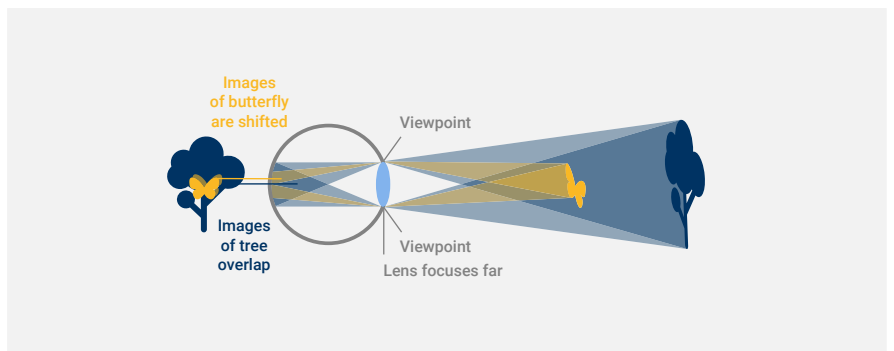 Images
of butterfly
are shifted
Viewpoint
Images
of tree
overlap
Viewpoint
Lens focuses far